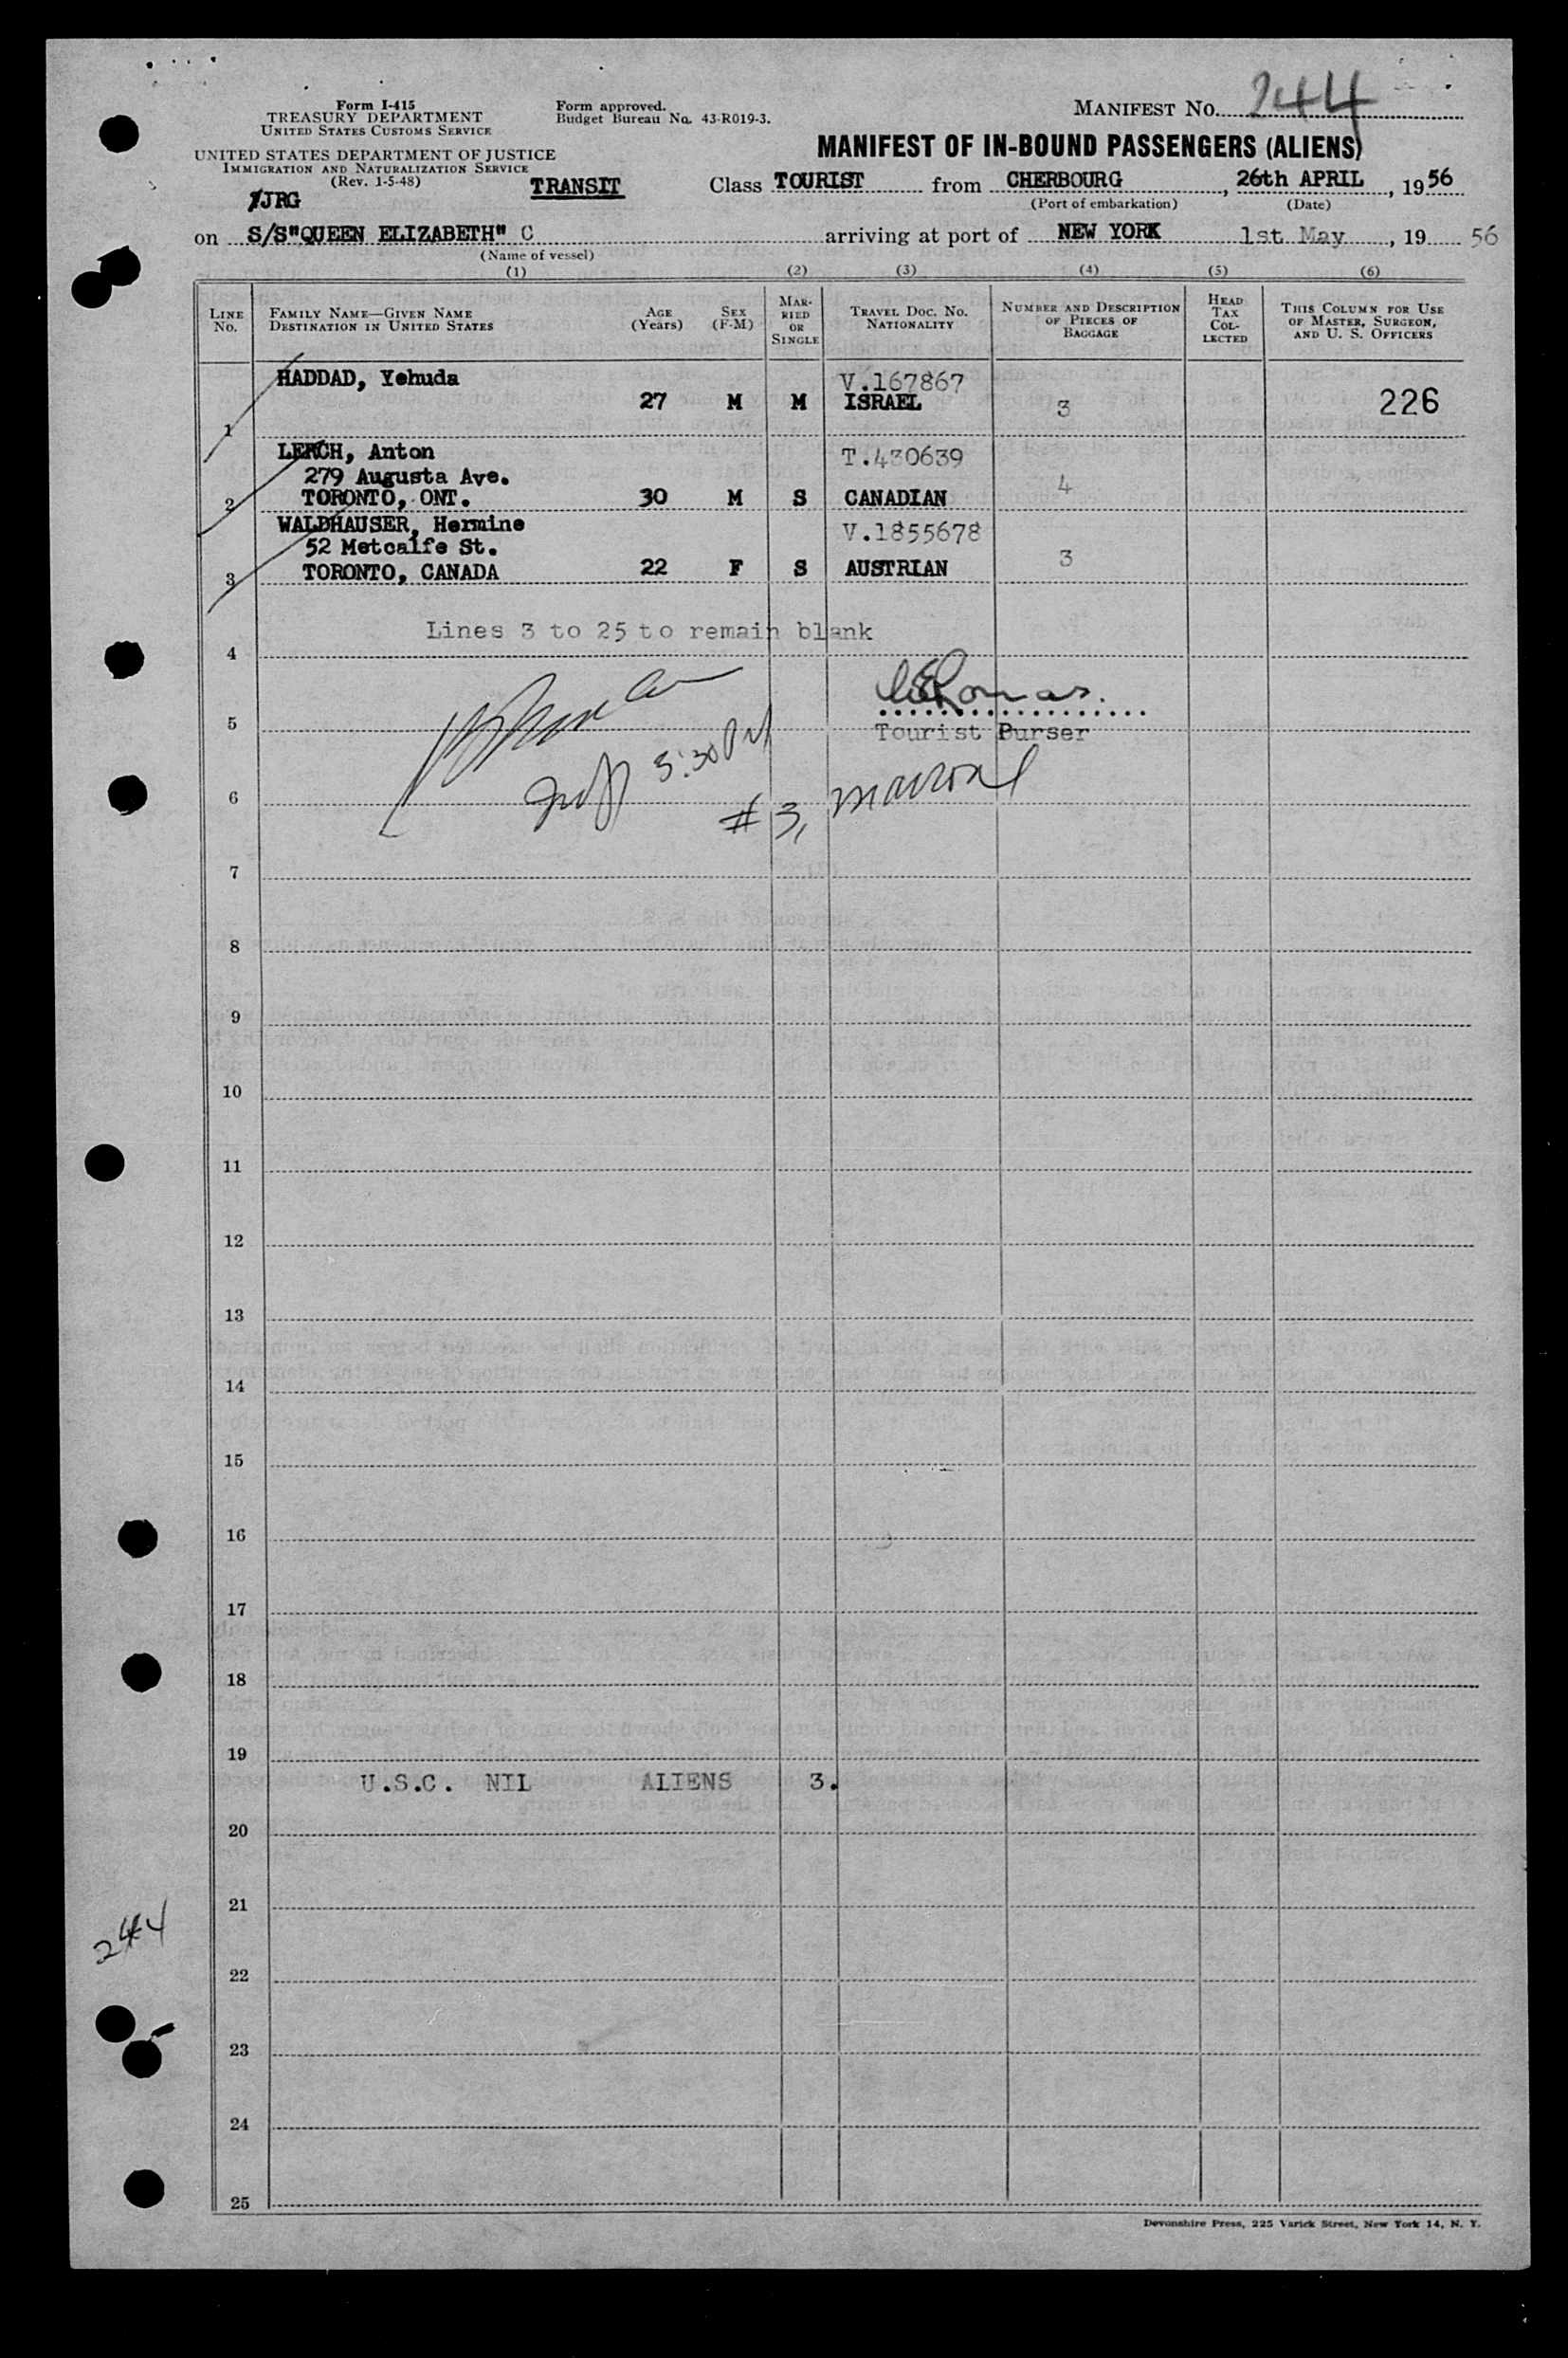 Form I-415
TREASURY DEPARTMENT
UNITED STATES CUSTOMS SERVICE
UNITED STATES DEPARTMENT OF JUSTICE
IMMIGRATION AND NATURALIZATION SERVICE
(Rev. 1-5-48)
Form approved.
Budget Bureau No. 43-R019-3.
MANIFEST NO. 244
MANIFEST OF IN-BOUND PASSENGERS (ALIENS)
JRG TRANSIT Class TOURIST from CHERBOURG, 26th APRIL, 1956
(Port of embarkation) (Date)
on S/S"QUEEN ELIZABETH" C arriving at port of NEW YORK 1st May, 19 56
(Name of vessel)
(1) (2) (3) (4) (5) (6)
LINE No. FAMILY NAME—GIVEN NAME DESTINATION IN UNITED STATES AGE (Years) SEX (F-M) MARRIED OR SINGLE TRAVEL DOC. NO. NATIONALITY NUMBER AND DESCRIPTION OF PIECES OF BAGGAGE HEAD TAX COLLECTED THIS COLUMN FOR USE OF MASTER, SURGEON, AND U. S. OFFICERS
HADDAD, Yehuda V.167867
1 27 M M ISRAEL 3 226
LERCH, Anton T.430639
279 Augusta Ave.
2 TORONTO, ONT. 30 M S CANADIAN 4
WALDHAUSER, Hermine V.1855678
52 Metcalfe St.
3 TORONTO, CANADA 22 F S AUSTRIAN 3
Lines 3 to 25 to remain blank
4
5 Tourist Purser
5:30 PM
6
# 3,
7
8
9
10
11
12
13
14
15
16
17
18
19
U.S.C. NIL ALIENS 3.
20
21
244
22
23
24
25
Devonshire Press, 225 Varick Street, New York 14, N. Y.